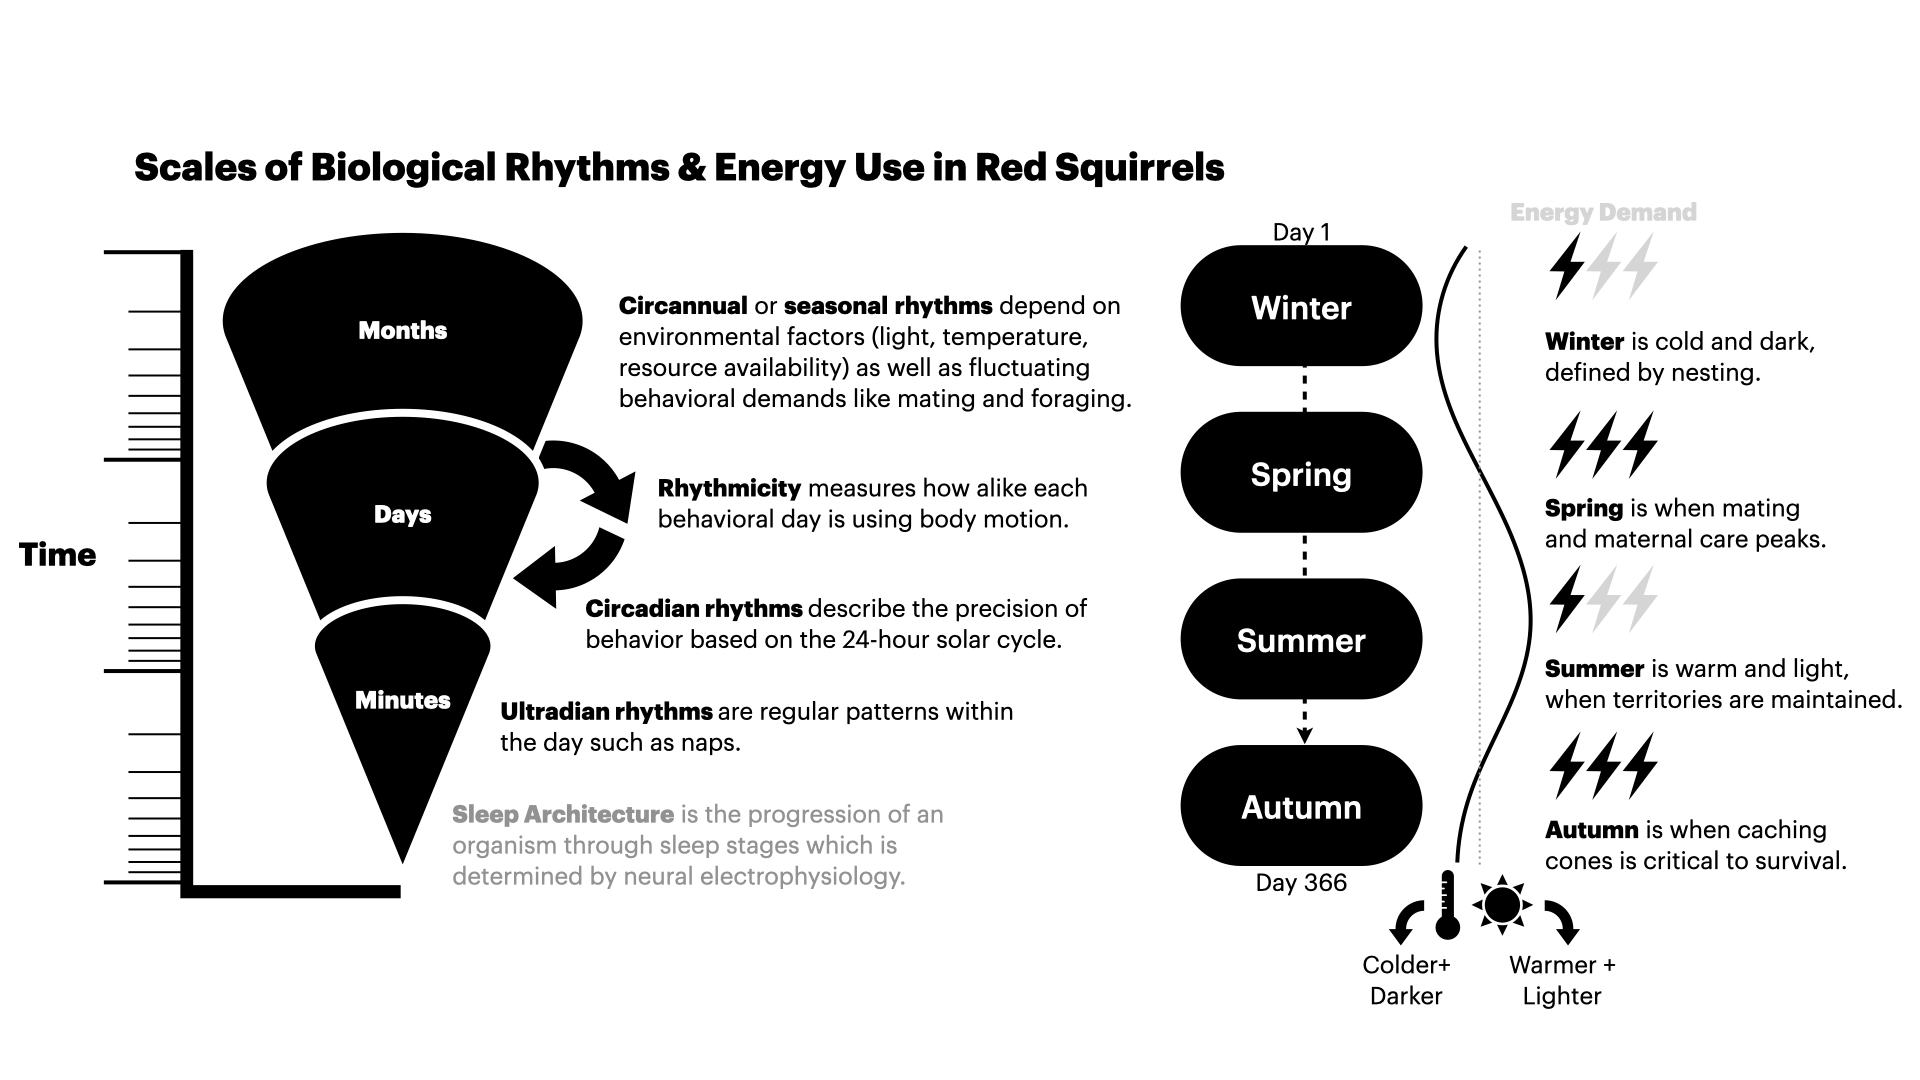 Scales of Biological Rhythms & Energy Use in Red Squirrels
Time
Months
Days
Minutes
Circannual or seasonal rhythms depend on
environmental factors (light, temperature,
resource availability) as well as fluctuating
behavioral demands like mating and foraging.
Rhythmicity measures how alike each
behavioral day is using body motion.
Circadian rhythms describe the precision of
behavior based on the 24-hour solar cycle.
Ultradian rhythms are regular patterns within
the day such as naps.
Sleep Architecture is the progression of an
organism through sleep stages which is
determined by neural electrophysiology.
Day 1
Winter
Spring
Summer
Autumn
Day 366
Colder+
Darker
Warmer +
Lighter
Energy Demand
Winter is cold and dark,
defined by nesting.
Spring is when mating
and maternal care peaks.
Summer is warm and light,
when territories are maintained.
Autumn is when caching
cones is critical to survival.